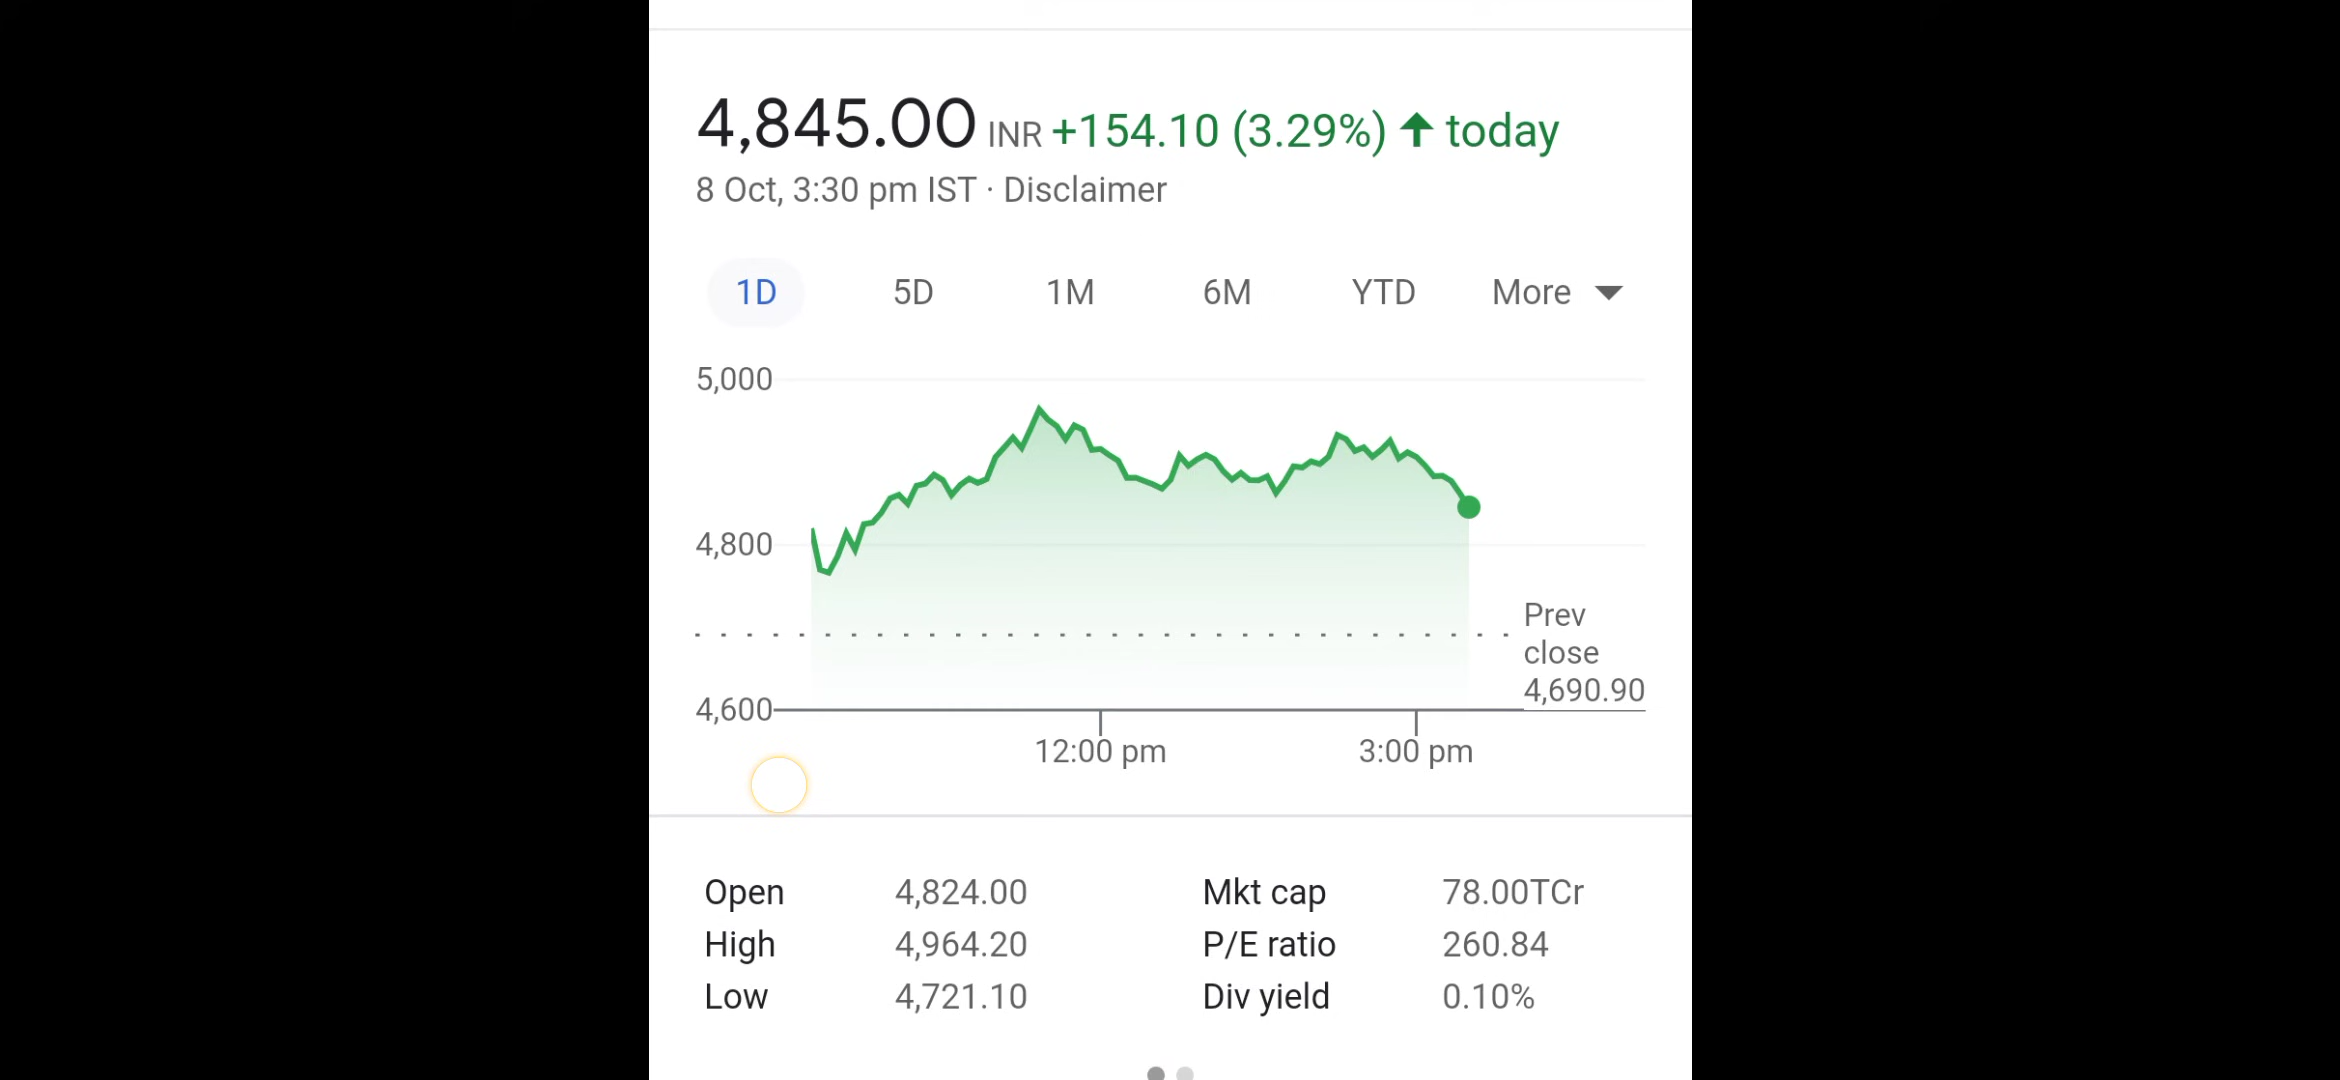 4,845.00 INR +154.10 (3.29%) ↑ today
8 Oct, 3:30 pm IST · Disclaimer
1D 5D 1M 6M YTD More
5,000
4,800
Prev
close
4,690.90
4,600
12:00 pm 3:00 pm
Open 4,824.00 Mkt cap 78.00TCr
High 4,964.20 P/E ratio 260.84
Low 4,721.10 Div yield 0.10%